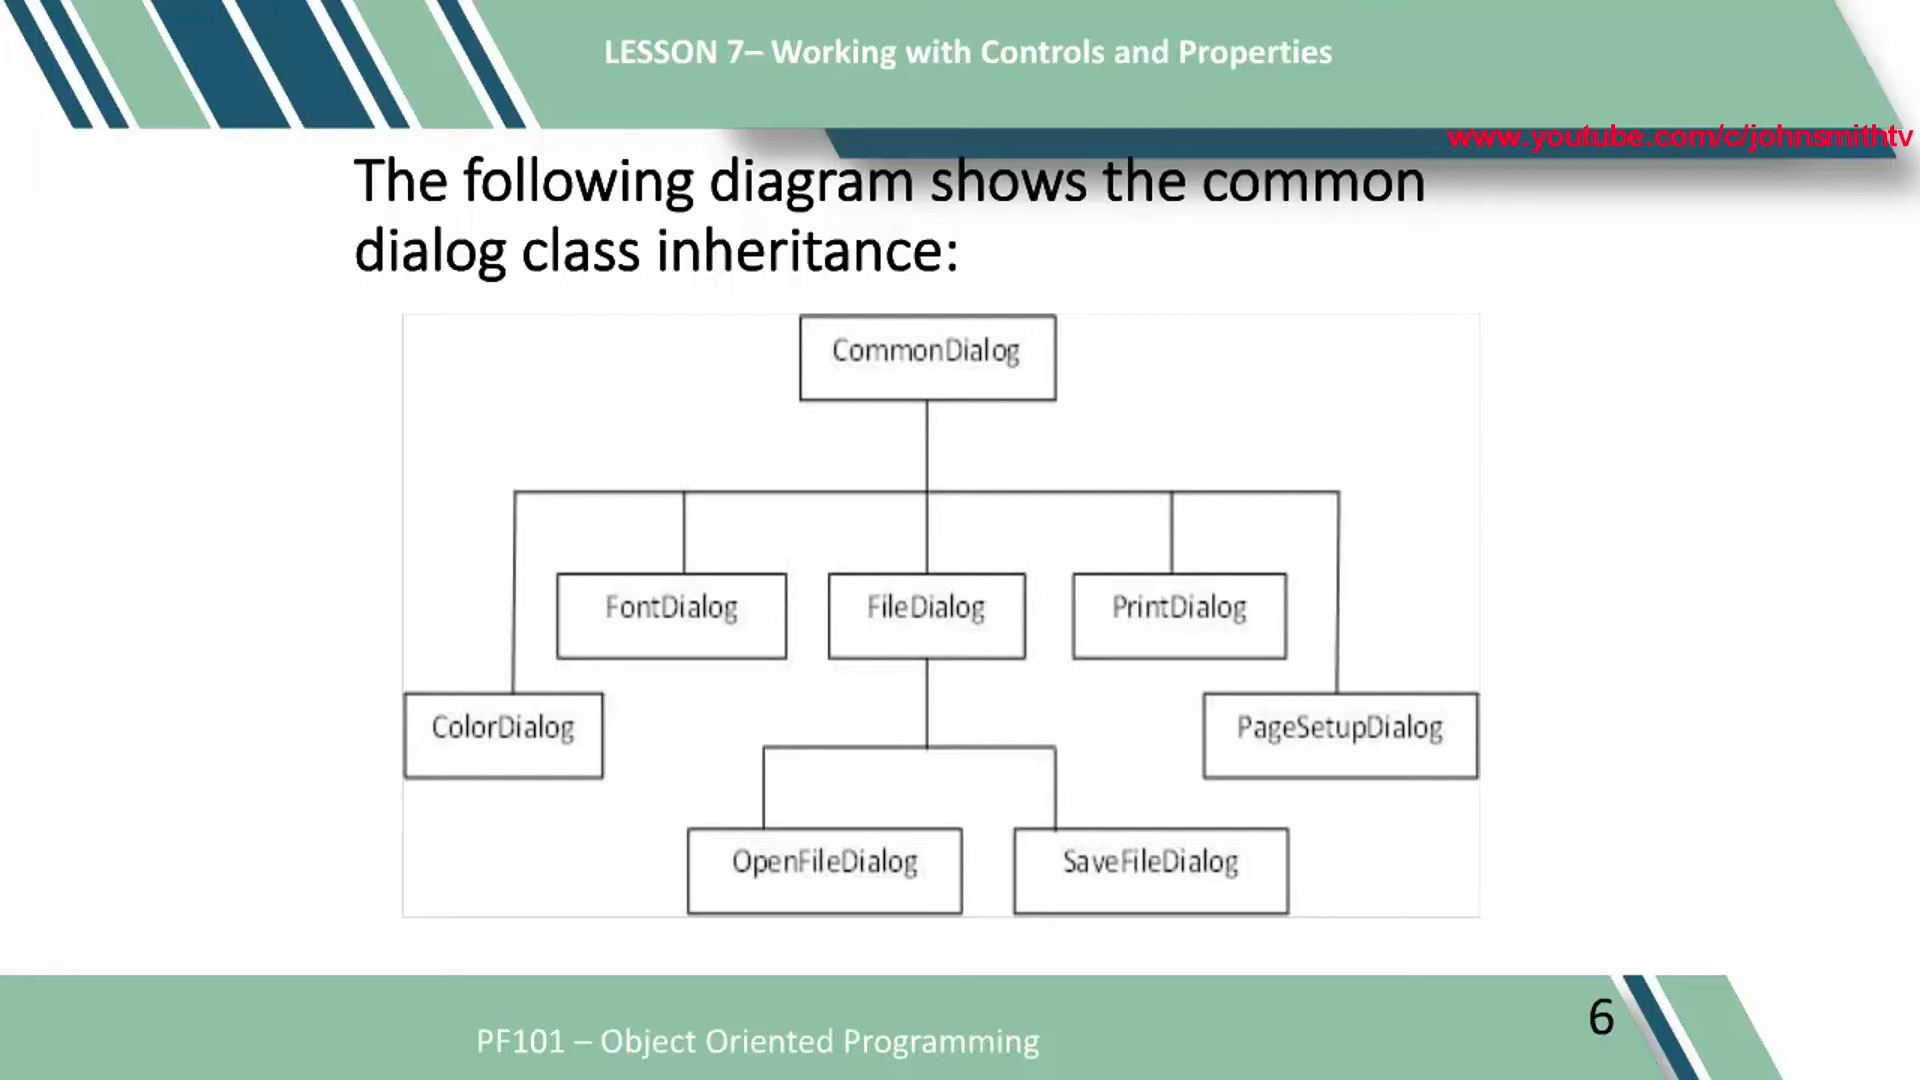 LESSON 7– Working with Controls and Properties
www.youtube.com/c/johnsmithtv
The following diagram shows the common
dialog class inheritance:
CommonDialog
FontDialog
FileDialog
PrintDialog
ColorDialog
PageSetupDialog
OpenFileDialog
SaveFileDialog
6
PF101 – Object Oriented Programming